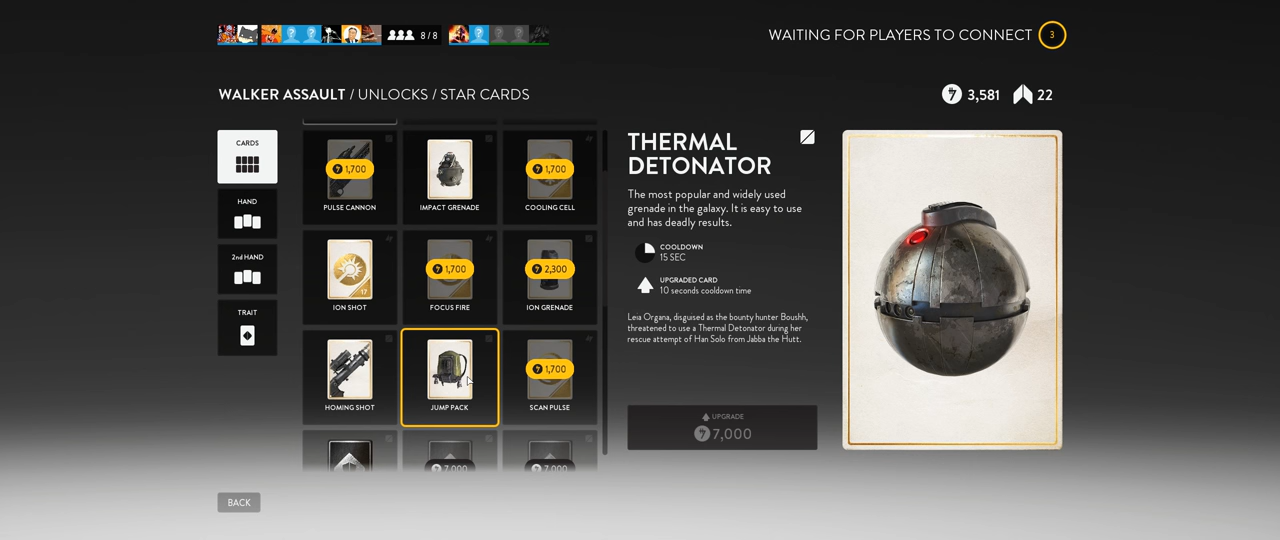 8 / 8
WAITING FOR PLAYERS TO CONNECT 3
WALKER ASSAULT / UNLOCKS / STAR CARDS
3,581 22
CARDS
HAND
2nd HAND
TRAIT
1,700 1,700
PULSE CANNON IMPACT GRENADE COOLING CELL
17 1,700 2,300
ION SHOT FOCUS FIRE ION GRENADE
1,700
HOMING SHOT JUMP PACK SCAN PULSE
7,000 7,000
THERMAL
DETONATOR
The most popular and widely used
grenade in the galaxy. It is easy to use
and has deadly results.
COOLDOWN
15 SEC
UPGRADED CARD
10 seconds cooldown time
Leia Organa, disguised as the bounty hunter Boushh,
threatened to use a Thermal Detonator during her
rescue attempt of Han Solo from Jabba the Hutt.
UPGRADE
7,000
BACK